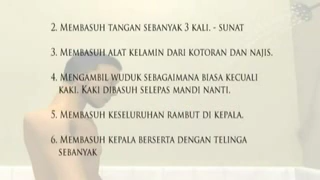 2. Membasuh tangan sebanyak 3 kali. - sunat
3. Membasuh alat kelamin dari kotoran dan najis.
4. Mengambil wuduk sebagaimana biasa kecuali
kaki. Kaki dibasuh selepas mandi nanti.
5. Membasuh keseluruhan rambut di kepala.
6. Membasuh kepala berserta dengan telinga
sebanyak